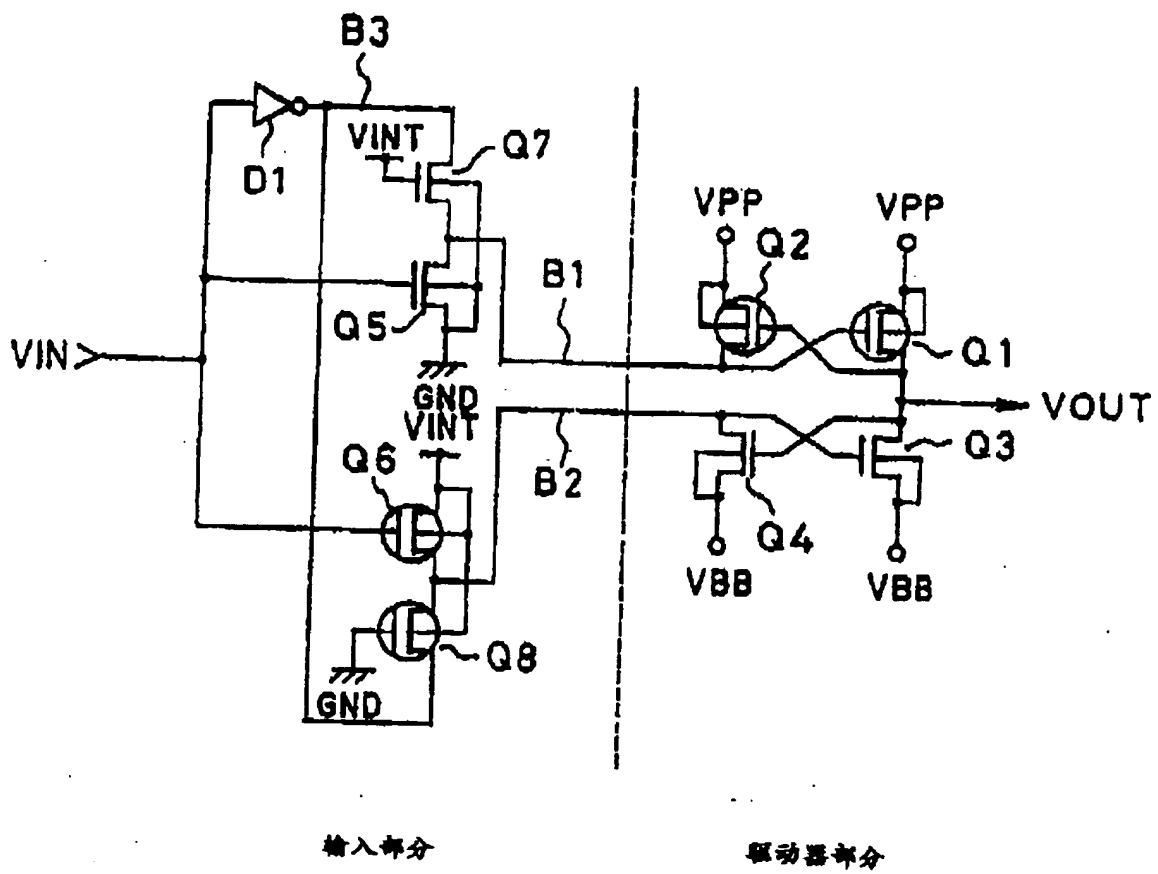 B3
D1
VINT
Q7
VPP
VPP
Q2
B1
Q5
Q1
VIN
GND
VOUT
VINT
Q6
B2
Q3
Q4
VBB
VBB
Q8
GND
输入部分
驱动器部分